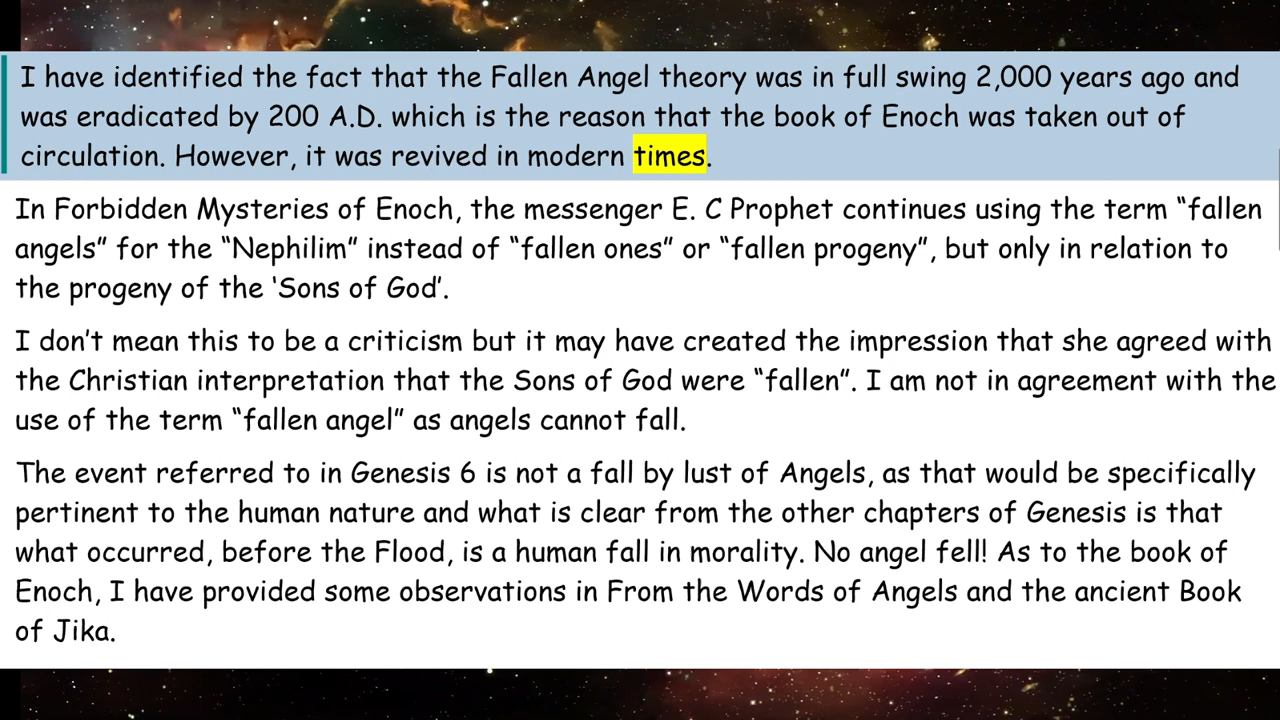 I have identified the fact that the Fallen Angel theory was in full swing 2,000 years ago and
was eradicated by 200 A.D. which is the reason that the book of Enoch was taken out of
circulation. However, it was revived in modern times.
In Forbidden Mysteries of Enoch, the messenger E. C Prophet continues using the term “fallen
angels” for the “Nephilim” instead of “fallen ones” or “fallen progeny”, but only in relation to
the progeny of the ‘Sons of God’.
I don’t mean this to be a criticism but it may have created the impression that she agreed with
the Christian interpretation that the Sons of God were “fallen”. I am not in agreement with the
use of the term “fallen angel” as angels cannot fall.
The event referred to in Genesis 6 is not a fall by lust of Angels, as that would be specifically
pertinent to the human nature and what is clear from the other chapters of Genesis is that
what occurred, before the Flood, is a human fall in morality. No angel fell! As to the book of
Enoch, I have provided some observations in From the Words of Angels and the ancient Book
of Jika.